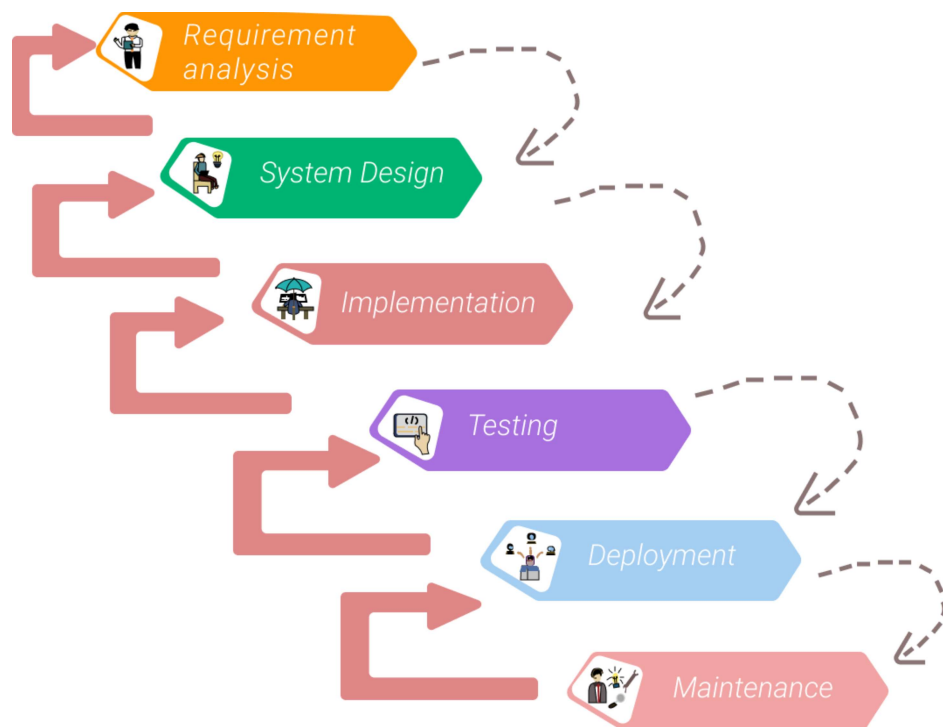 Requirement
analysis
System Design
Implementation
Testing
Deployment
Maintenance